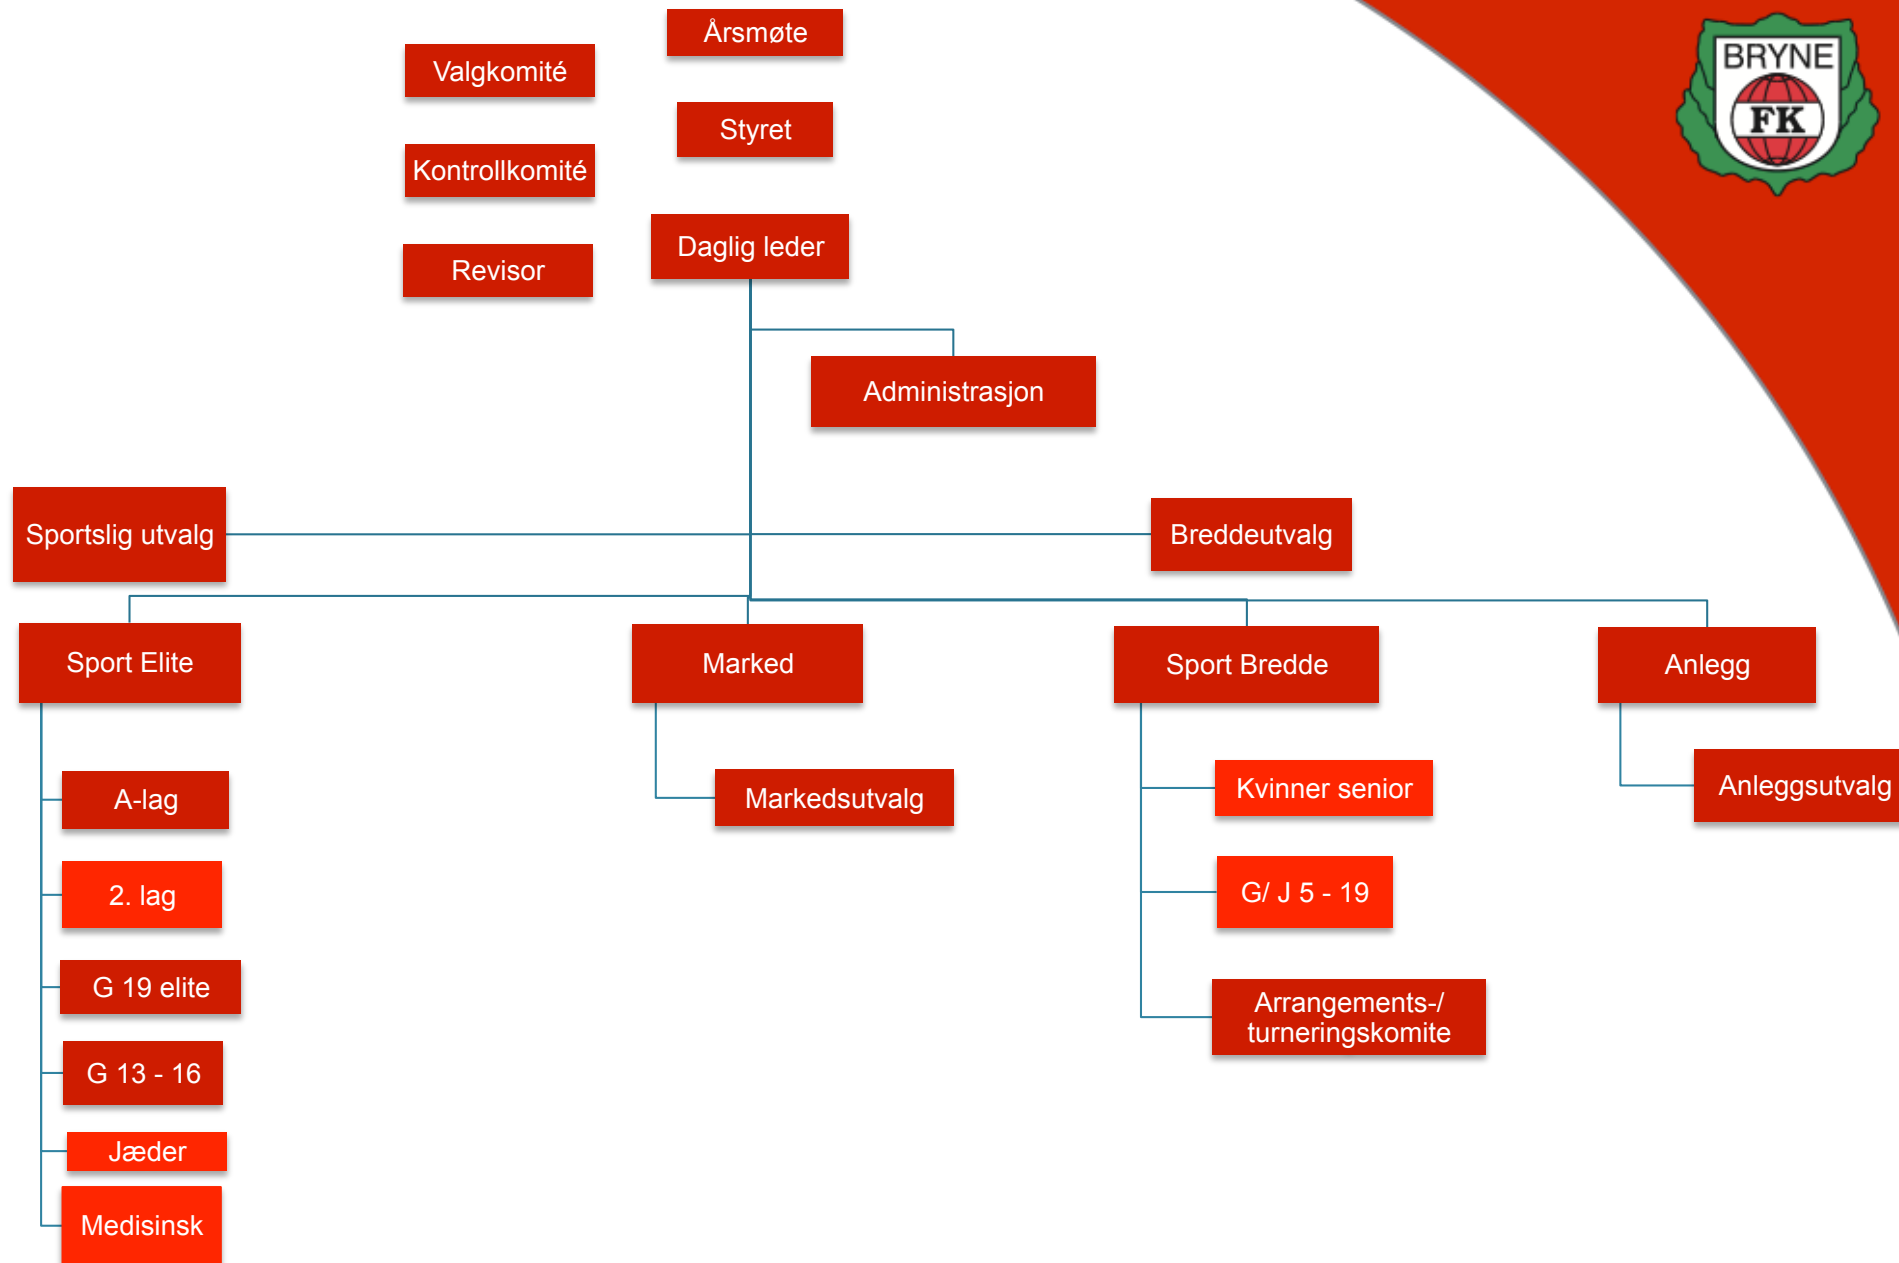 Årsmøte
BRYNE
FK
Valgkomité
Styret
Kontrollkomité
Daglig leder
Revisor
Administrasjon
Sportslig utvalg
Breddeutvalg
Sport Elite
Marked
Sport Bredde
Anlegg
A-lag
2. lag
G 19 elite
G 13 - 16
Jæder
Medisinsk
Markedsutvalg
Kvinner senior
G/ J 5 - 19
Arrangements-/
turneringskomite
Anleggsutvalg